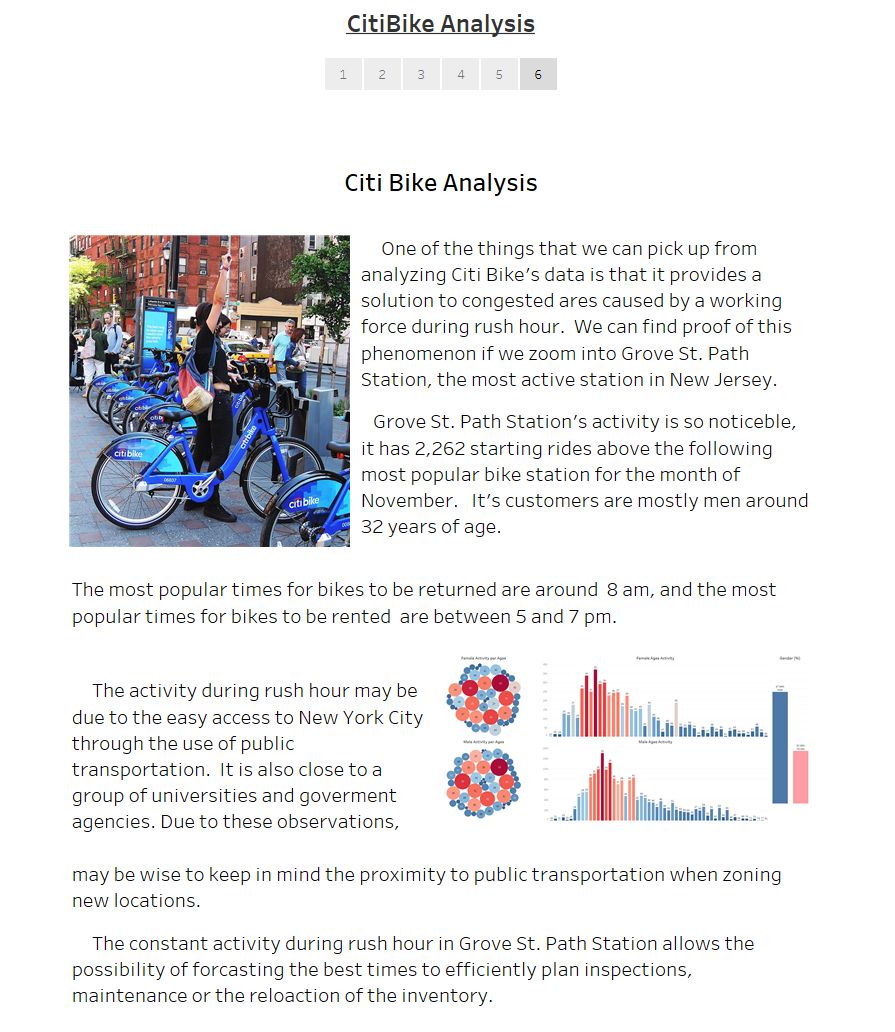 CitiBike Analysis
1 2 3 4 5 6
Citi Bike Analysis
One of the things that we can pick up from
analyzing Citi Bike’s data is that it provides a
solution to congested ares caused by a working
force during rush hour. We can find proof of this
phenomenon if we zoom into Grove St. Path
Station, the most active station in New Jersey.
Grove St. Path Station’s activity is so noticeble,
it has 2,262 starting rides above the following
most popular bike station for the month of
November. It’s customers are mostly men around
32 years of age.
citibike
citibike
citibike
The most popular times for bikes to be returned are around 8 am, and the most
popular times for bikes to be rented are between 5 and 7 pm.
The activity during rush hour may be
due to the easy access to New York City
through the use of public
transportation. It is also close to a
group of universities and goverment
agencies. Due to these observations,
Female Activity per Ages
Female Ages Activity
Gender (%)
Male Activity per Ages
Male Ages Activity
may be wise to keep in mind the proximity to public transportation when zoning
new locations.
The constant activity during rush hour in Grove St. Path Station allows the
possibility of forcasting the best times to efficiently plan inspections,
maintenance or the reloaction of the inventory.